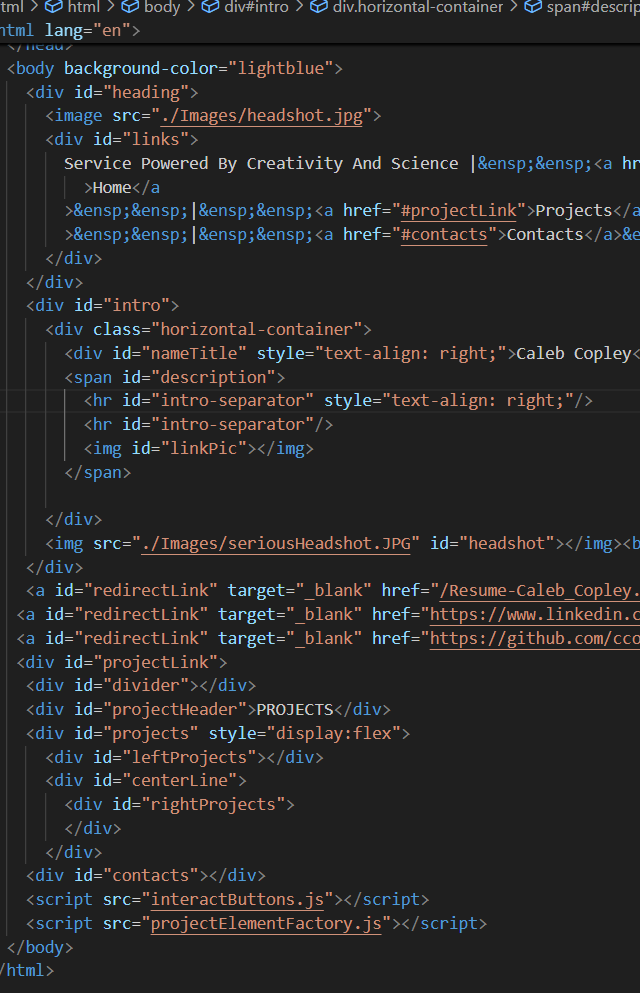 tml > html > body > div#intro > div.horizontal-container > span#descrip
html lang="en">
</head>
<body background-color="lightblue">
<div id="heading">
<image src="./Images/headshot.jpg">
<div id="links">
Service Powered By Creativity And Science |&ensp;&ensp;<a hr
>Home</a
>&ensp;&ensp;|&ensp;&ensp;<a href="#projectLink">Projects</a
>&ensp;&ensp;|&ensp;&ensp;<a href="#contacts">Contacts</a>&e
</div>
</div>
<div id="intro">
<div class="horizontal-container">
<div id="nameTitle" style="text-align: right;">Caleb Copley<
<span id="description">
<hr id="intro-separator" style="text-align: right;"/>
<hr id="intro-separator"/>
<img id="linkPic"></img>
</span>
</div>
<img src="./Images/seriousHeadshot.JPG" id="headshot"></img><b
</div>
<a id="redirectLink" target="_blank" href="/Resume-Caleb_Copley.
<a id="redirectLink" target="_blank" href="https://www.linkedin.c
<a id="redirectLink" target="_blank" href="https://github.com/cco
<div id="projectLink">
<div id="divider"></div>
<div id="projectHeader">PROJECTS</div>
<div id="projects" style="display:flex">
<div id="leftProjects"></div>
<div id="centerLine">
<div id="rightProjects">
</div>
</div>
<div id="contacts"></div>
<script src="interactButtons.js"></script>
<script src="projectElementFactory.js"></script>
</body>
/html>